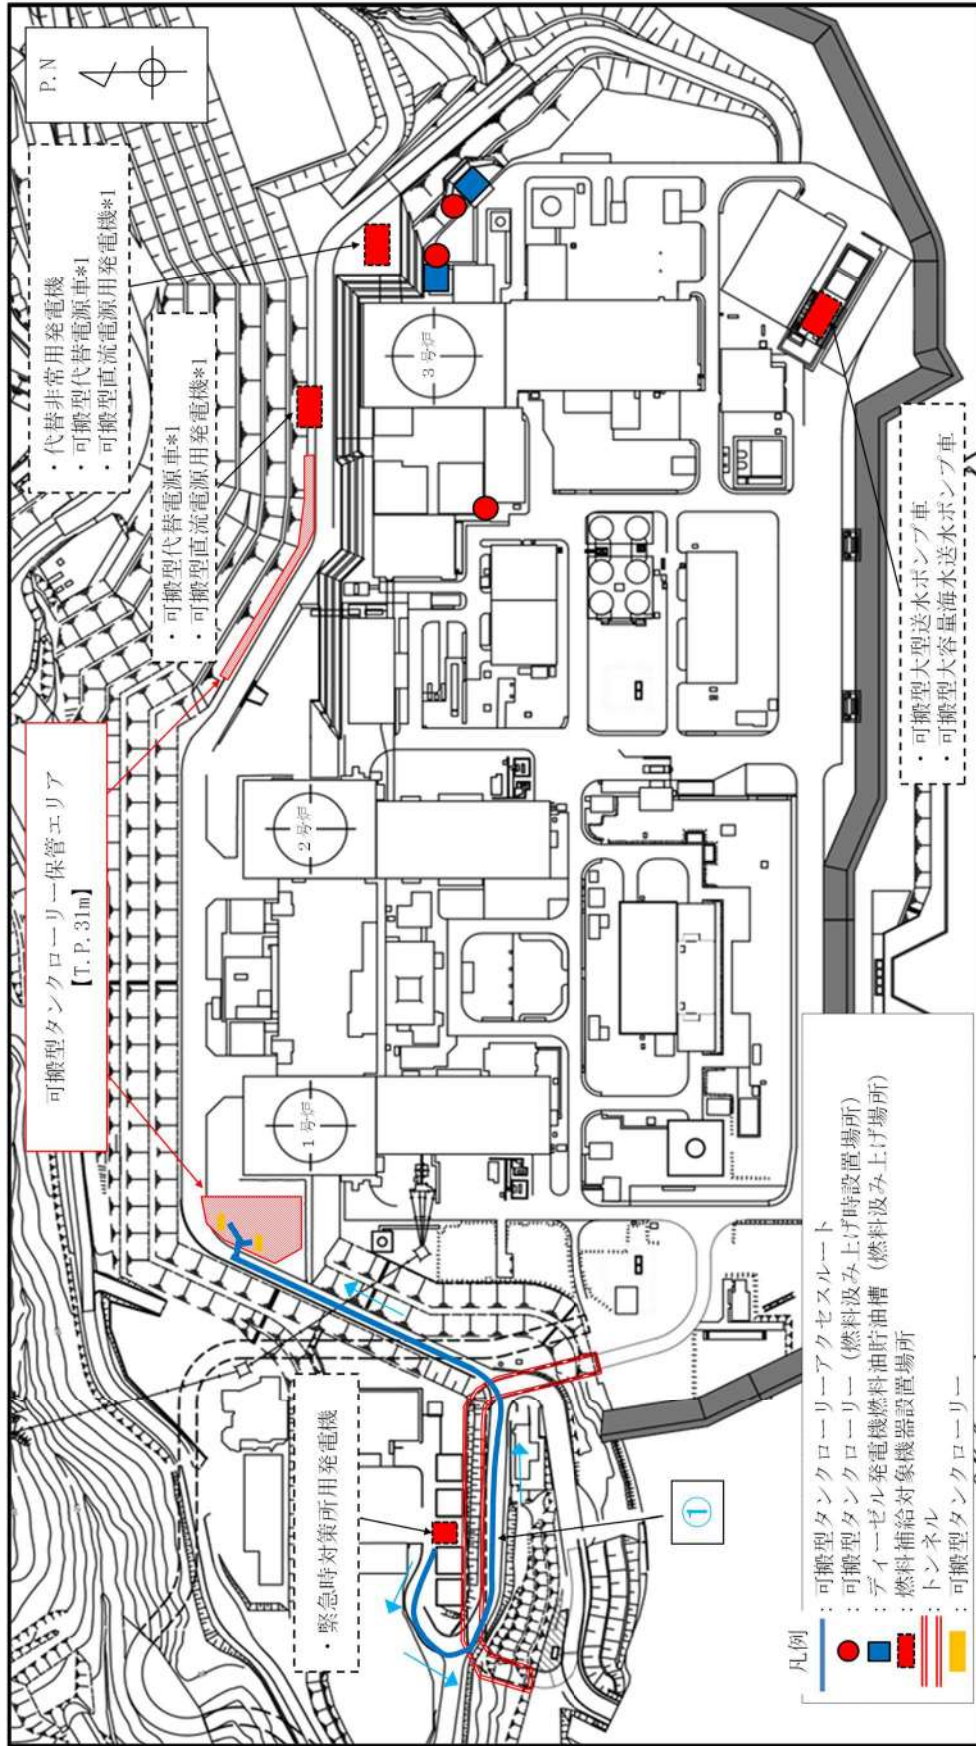 P.N
・代替非常用発電機
・可搬型代替電源車*1
・可搬型直流電源用発電機*1
・可搬型代替電源車*1
・可搬型直流電源用発電機*1
可搬型タンクローリー保管エリア
【T.P.31m】
3号炉
2号炉
1号炉
・緊急時対策所用発電機
①
・可搬型大型送水ポンプ車
・可搬型大容量海水送水ポンプ車
凡例
：可搬型タンクローリーアクセスルート
：可搬型タンクローリー（燃料汲み上げ時設置場所）
：ディーゼル発電機燃料油貯油槽（燃料汲み上げ場所）
：燃料補給対象機器設置場所
：トンネル
：可搬型タンクローリー